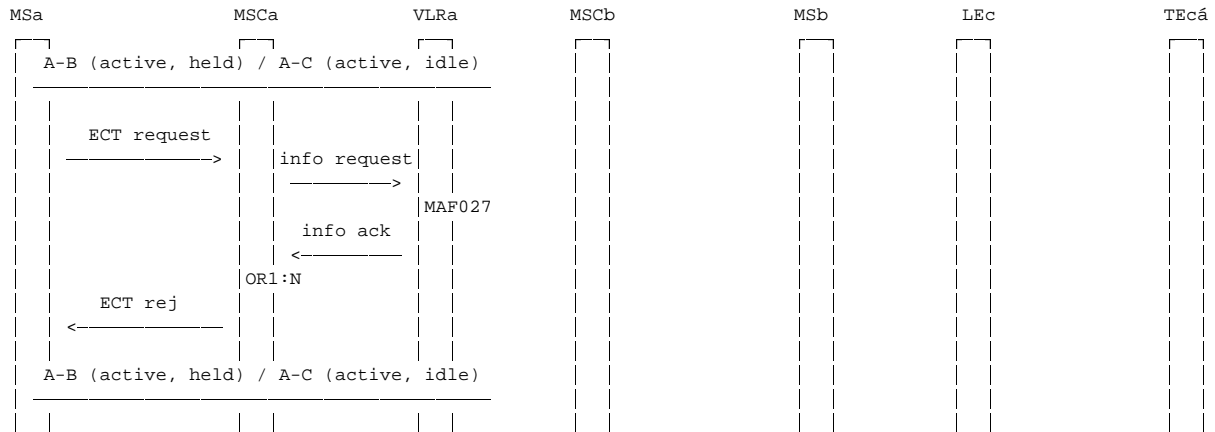 MSa MSCa VLRa MSCb MSb LEc TEcá
A-B (active, held) / A-C (active, idle)
ECT request
info request
MAF027
info ack
OR1:N
ECT rej
A-B (active, held) / A-C (active, idle)